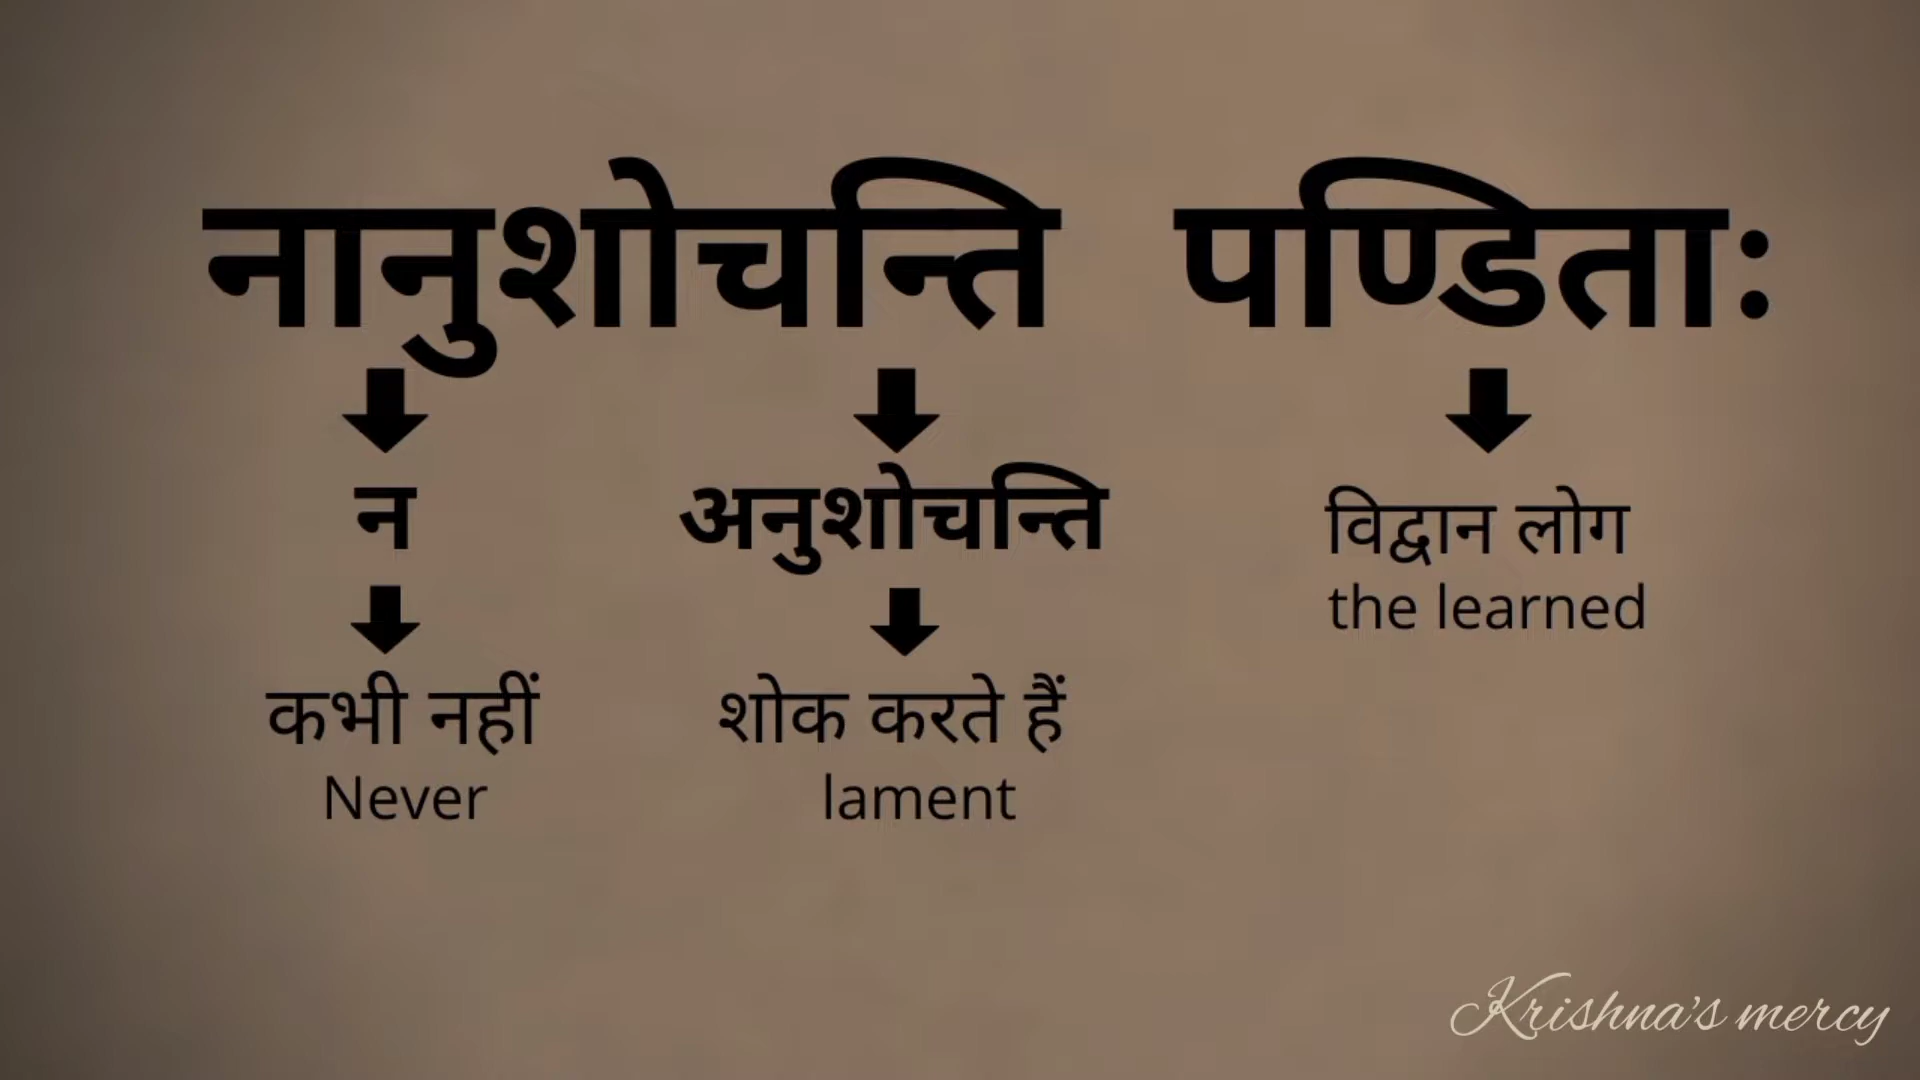 नानुशोचन्ति पण्डिताः
न अनुशोचन्ति विद्वान लोग
the learned
कभी नहीं शोक करते हैं
Never lament
Krishna's mercy